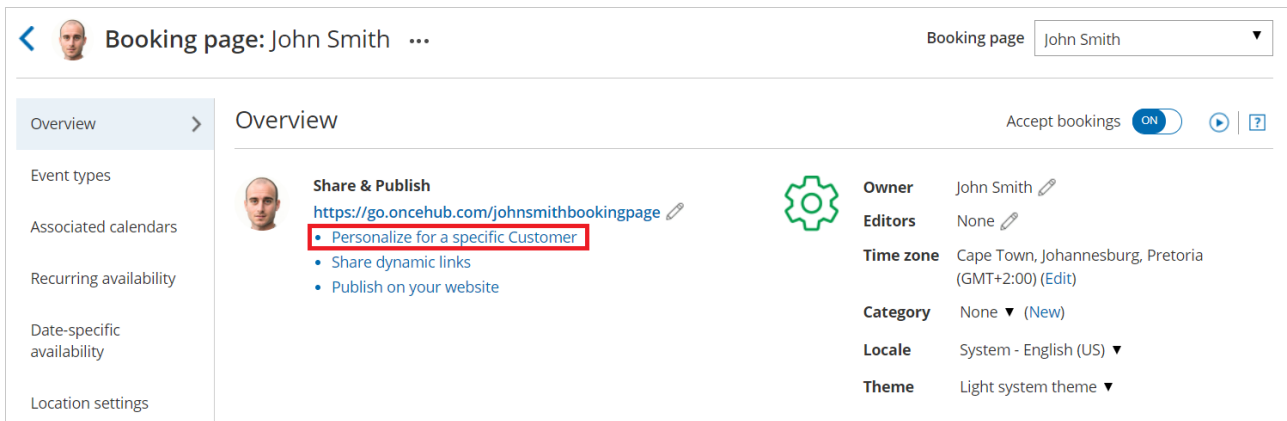 Booking page: John Smith ...
Booking page John Smith
Overview
Event types
Associated calendars
Recurring availability
Date-specific
availability
Location settings
Overview
Accept bookings ON
?
Share & Publish
https://go.oncehub.com/johnsmithbookingpage
• Personalize for a specific Customer
• Share dynamic links
• Publish on your website
Owner John Smith
Editors None
Time zone Cape Town, Johannesburg, Pretoria
(GMT+2:00) (Edit)
Category None ▼ (New)
Locale System - English (US) ▼
Theme Light system theme ▼